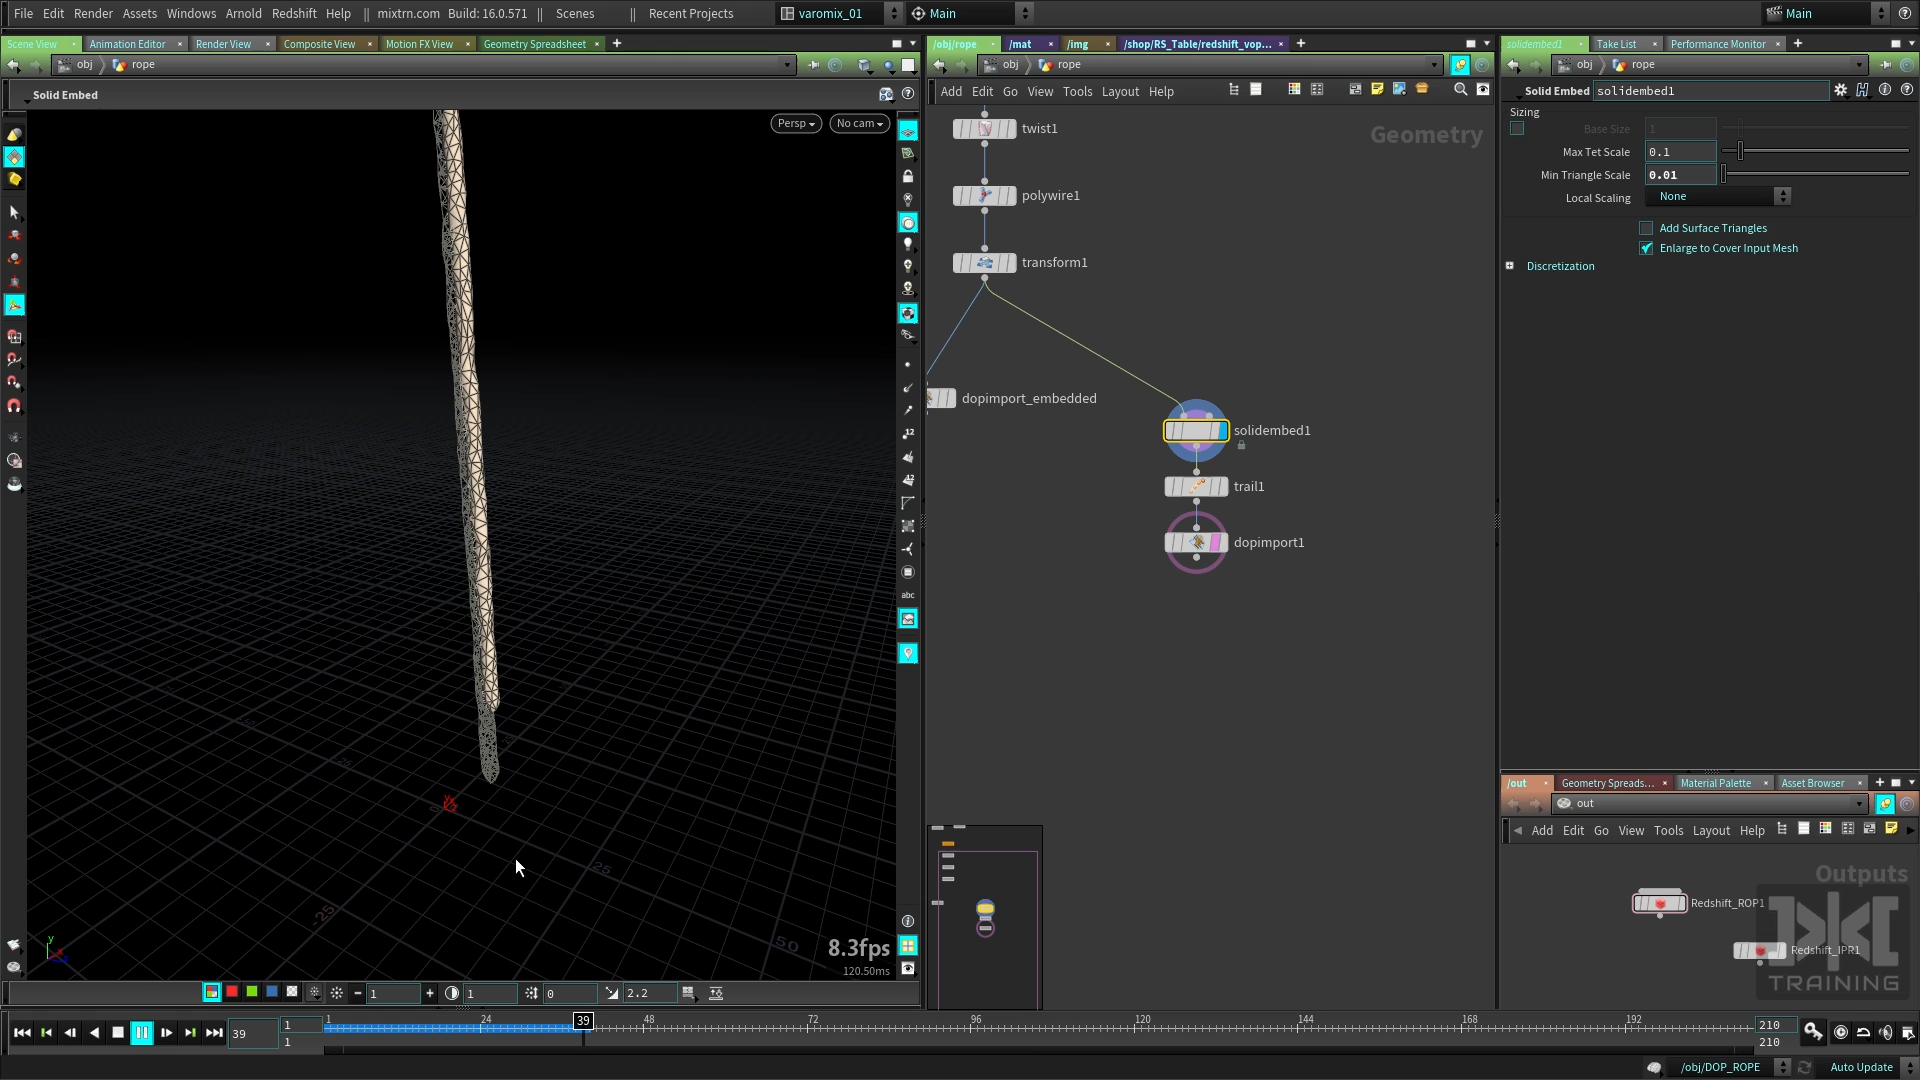 File Edit Render Assets Windows Arnold Redshift Help || mixtrn.com Build: 16.0.571 || Scenes || Recent Projects varomix_01 Main Main
Scene View Animation Editor Render View Composite View Motion FX View Geometry Spreadsheet
obj rope
Solid Embed
Persp No cam
12
abc
8.3fps
120.50ms
-25
25
50
1 1 0 2.2
/obj/rope /mat /img /shop/RS_Table/redshift_vop...
obj rope
Add Edit Go View Tools Layout Help
Geometry
twist1
polywire1
transform1
dopimport_embedded
solidembed1
trail1
dopimport1
solidembed1 Take List Performance Monitor
obj rope
Solid Embed solidembed1
Sizing
Base Size 1
Max Tet Scale 0.1
Min Triangle Scale 0.01
Local Scaling None
Add Surface Triangles
Enlarge to Cover Input Mesh
Discretization
/out Geometry Spreads... Material Palette Asset Browser
out
Add Edit Go View Tools Layout Help
Outputs
Redshift_ROP1
Redshift_IPR1
TRAINING
39 1 1 1 24 39 48 72 96 120 144 168 192 210 210
/obj/DOP_ROPE Auto Update